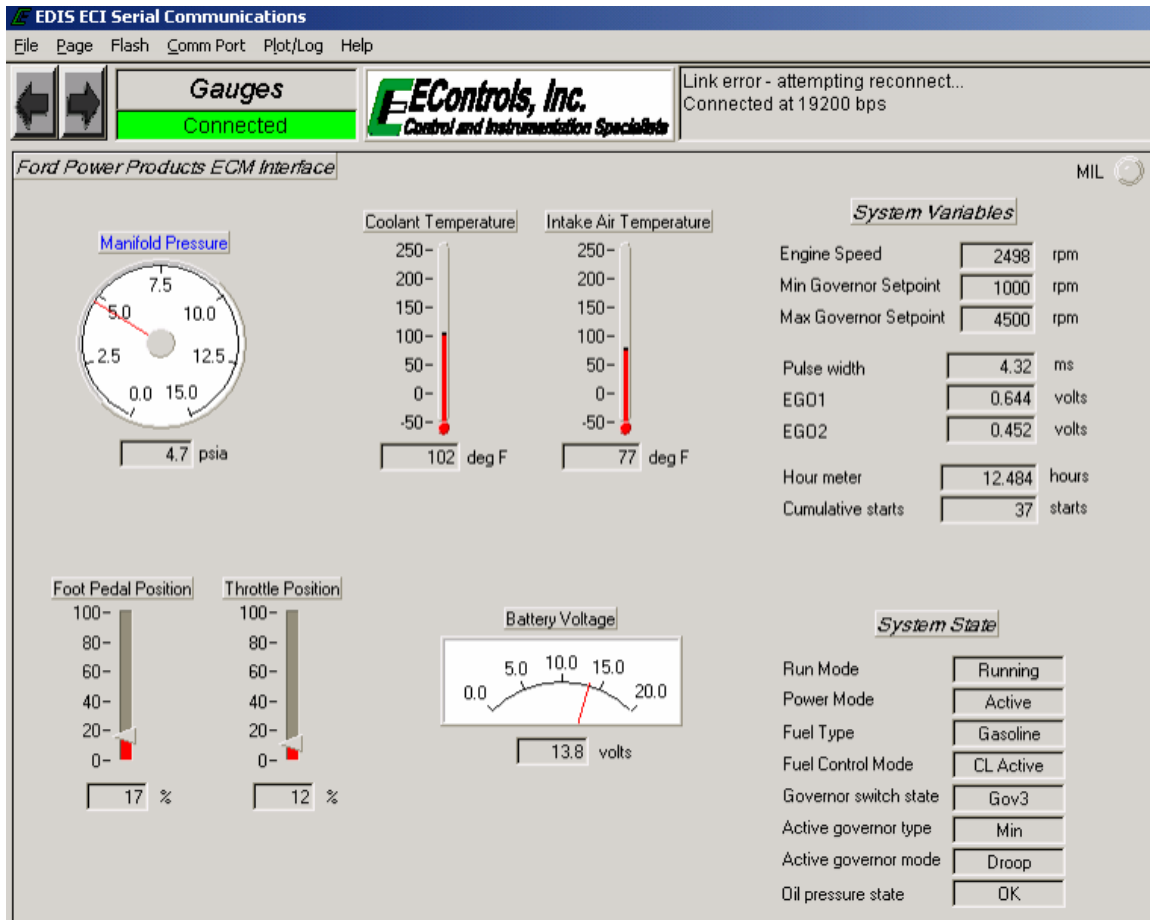 EDIS ECI Serial Communications
File Page Flash Comm Port Plot/Log Help
Gauges
Connected
EControls, Inc.
Control and Instrumentation Specialists
Link error - attempting reconnect...
Connected at 19200 bps
Ford Power Products ECM Interface
MIL
Manifold Pressure
0.0 2.5 5.0 7.5 10.0 12.5 15.0
4.7 psia
Coolant Temperature
250
200
150
100
50
0
-50
102 deg F
Intake Air Temperature
250
200
150
100
50
0
-50
77 deg F
System Variables
Engine Speed 2498 rpm
Min Governor Setpoint 1000 rpm
Max Governor Setpoint 4500 rpm
Pulse width 4.32 ms
EGO1 0.644 volts
EGO2 0.452 volts
Hour meter 12.484 hours
Cumulative starts 37 starts
Foot Pedal Position
100
80
60
40
20
0
17 %
Throttle Position
100
80
60
40
20
0
12 %
Battery Voltage
0.0 5.0 10.0 15.0 20.0
13.8 volts
System State
Run Mode Running
Power Mode Active
Fuel Type Gasoline
Fuel Control Mode CL Active
Governor switch state Gov3
Active governor type Min
Active governor mode Droop
Oil pressure state OK